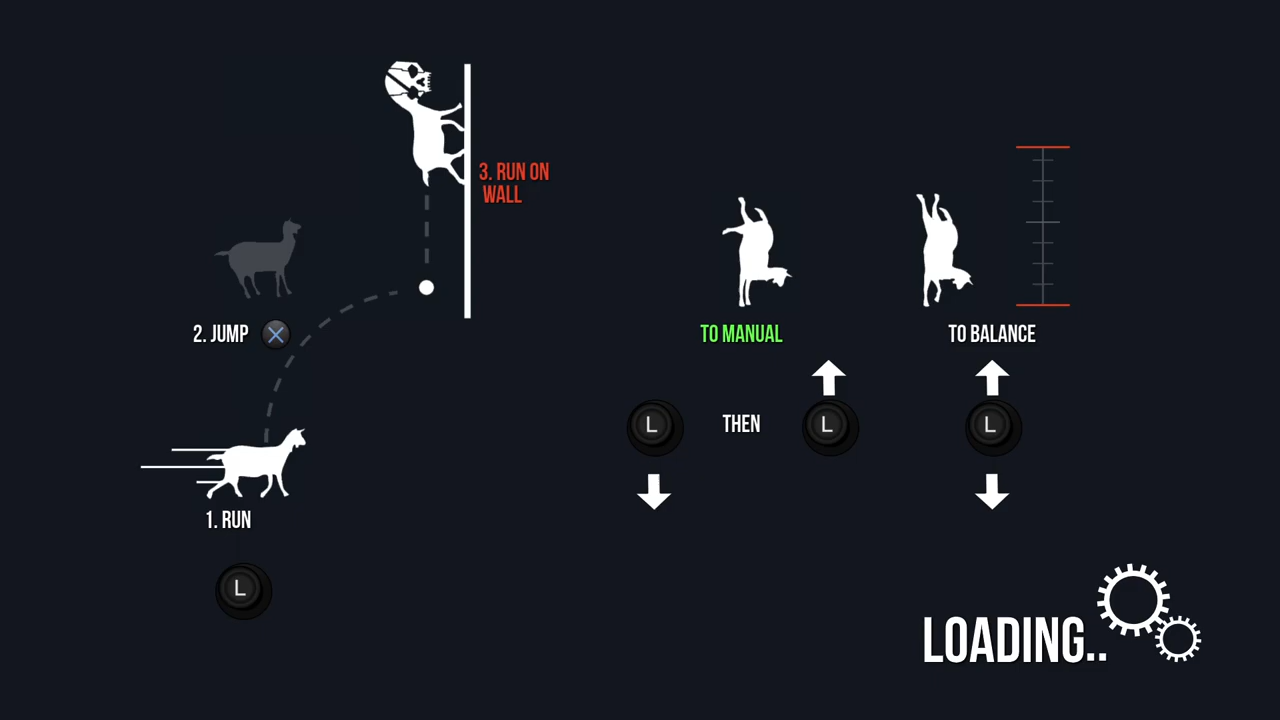 3. RUN ON
WALL
2. JUMP
1. RUN
L
TO MANUAL
L
THEN
L
TO BALANCE
L
LOADING..